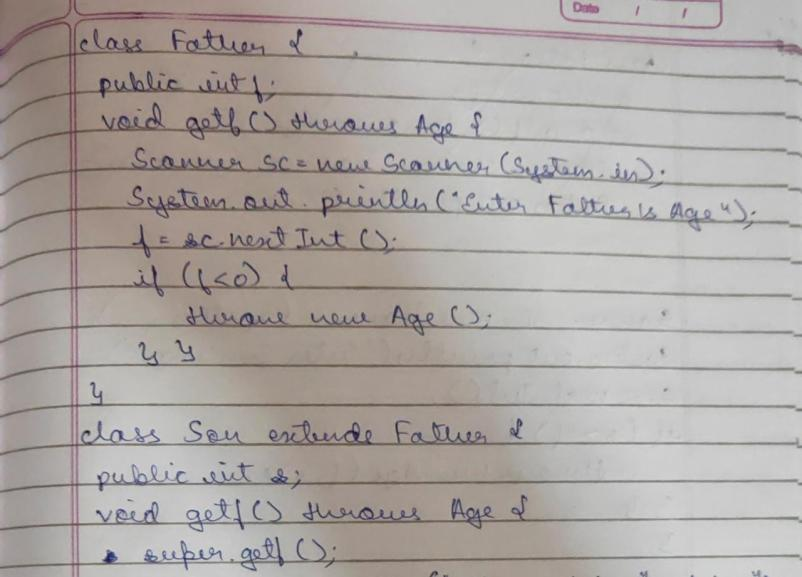 Date / /
class Father {
public int f;
void getf () throws Age {
Scanner sc = new Scanner (System.in);
System.out.println ("Enter Father's Age");
f = sc.nextInt ();
if (f<0) {
throw new Age ();
} }
}
class Son extends Father {
public int s;
void getf () throws Age {
super.getf ();